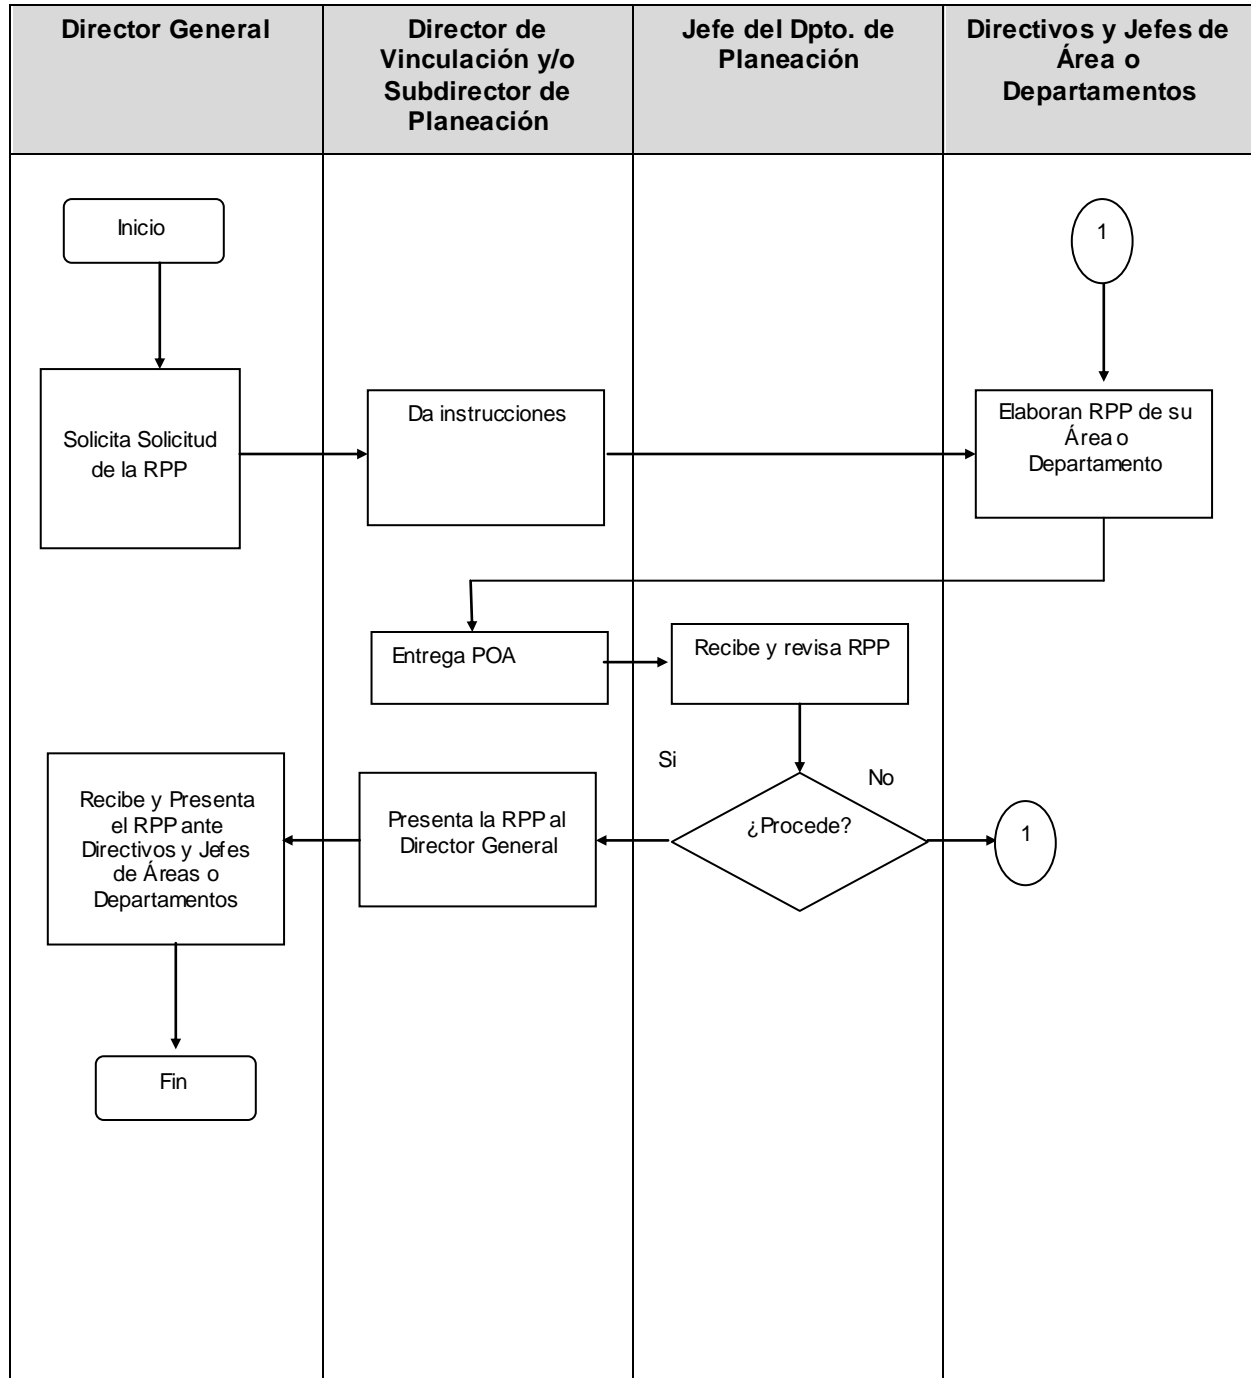 Director General
Director de
Vinculación y/o
Subdirector de
Planeación
Jefe del Dpto. de
Planeación
Directivos y Jefes de
Área o
Departamentos
Inicio
1
Solicita Solicitud
de la RPP
Da instrucciones
Elaboran RPP de su
Área o
Departamento
Entrega POA
Recibe y revisa RPP
Si
No
¿Procede?
1
Presenta la RPP al
Director General
Recibe y Presenta
el RPP ante
Directivos y Jefes
de Áreas o
Departamentos
Fin